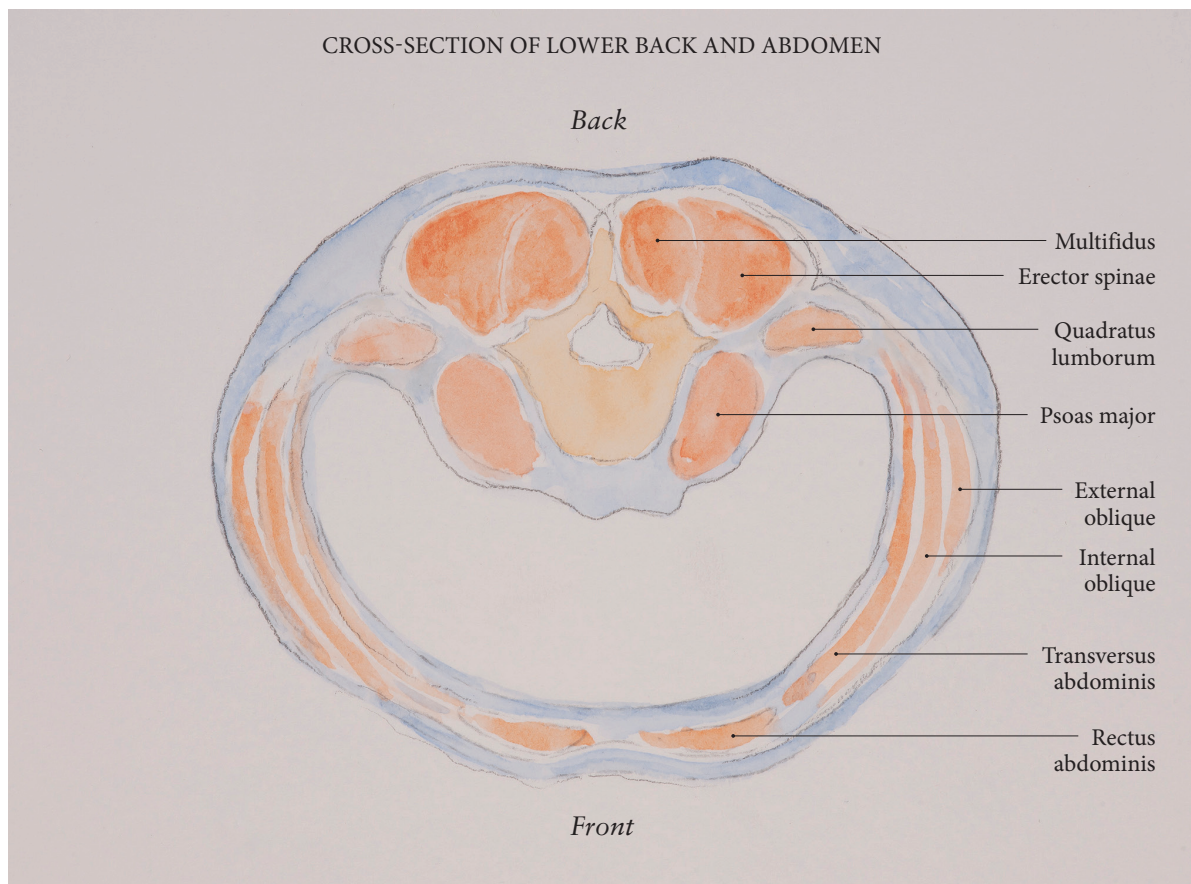 CROSS-SECTION OF LOWER BACK AND ABDOMEN
Back
Multifidus
Erector spinae
Quadratus
lumborum
Psoas major
External
oblique
Internal
oblique
Transversus
abdominis
Rectus
abdominis
Front